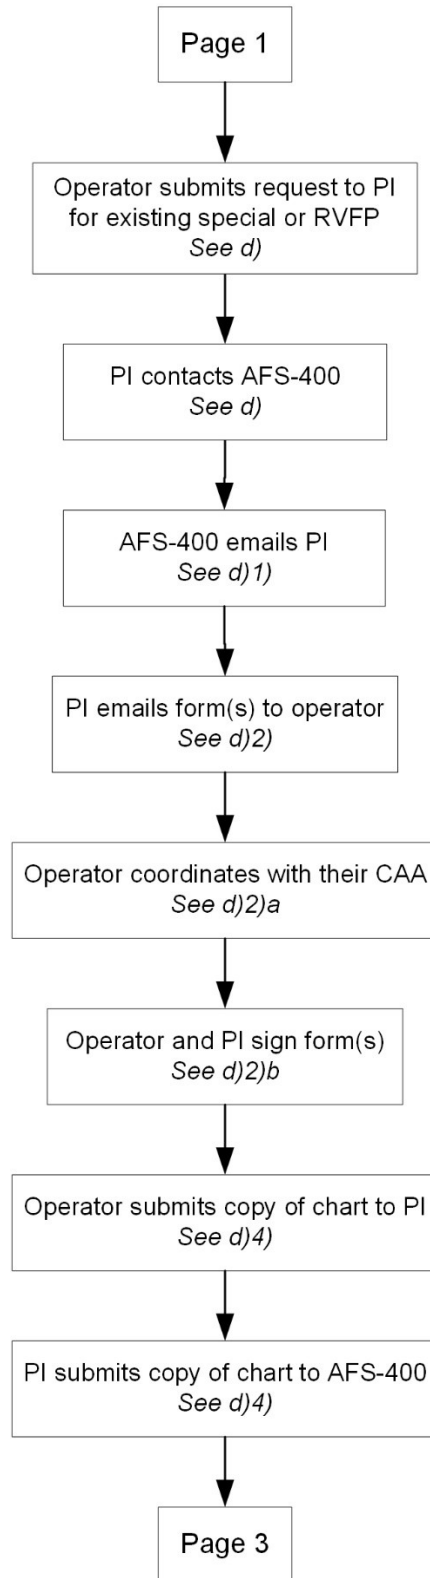 Page 1
Operator submits request to PI
for existing special or RVFP
See d)
PI contacts AFS-400
See d)
AFS-400 emails PI
See d)1)
PI emails form(s) to operator
See d)2)
Operator coordinates with their CAA
See d)2)a
Operator and PI sign form(s)
See d)2)b
Operator submits copy of chart to PI
See d)4)
PI submits copy of chart to AFS-400
See d)4)
Page 3